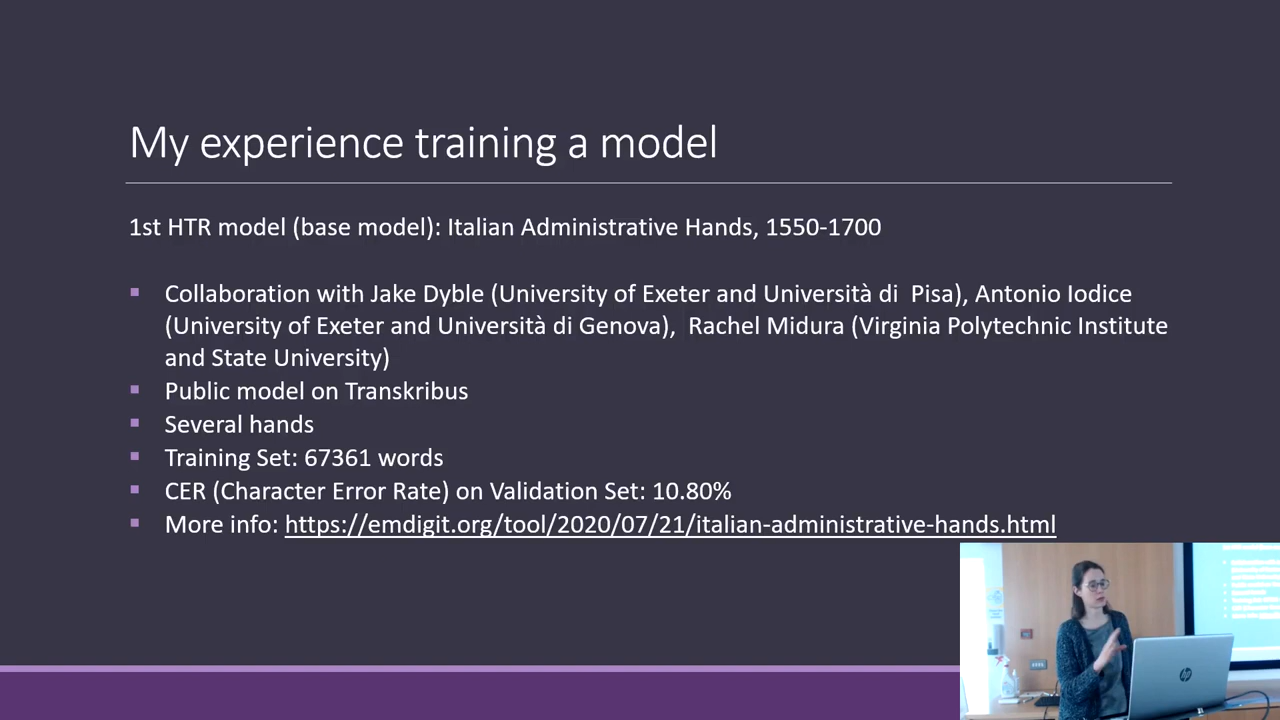 My experience training a model
1st HTR model (base model): Italian Administrative Hands, 1550-1700
▪ Collaboration with Jake Dyble (University of Exeter and Università di  Pisa), Antonio Iodice
(University of Exeter and Università di Genova),  Rachel Midura (Virginia Polytechnic Institute
and State University)
▪ Public model on Transkribus
▪ Several hands
▪ Training Set: 67361 words
▪ CER (Character Error Rate) on Validation Set: 10.80%
▪ More info: https://emdigit.org/tool/2020/07/21/italian-administrative-hands.html
hp